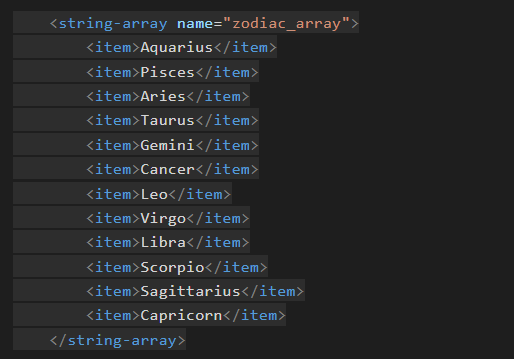 <string-array name="zodiac_array">
<item>Aquarius</item>
<item>Pisces</item>
<item>Aries</item>
<item>Taurus</item>
<item>Gemini</item>
<item>Cancer</item>
<item>Leo</item>
<item>Virgo</item>
<item>Libra</item>
<item>Scorpio</item>
<item>Sagittarius</item>
<item>Capricorn</item>
</string-array>